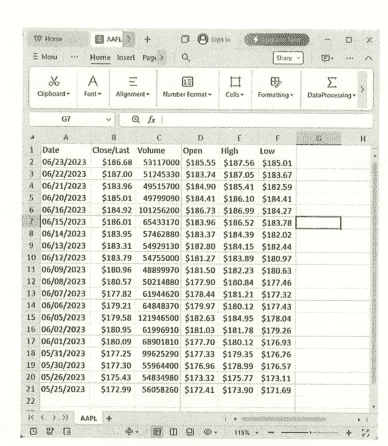 Home AAPL + Sign in
Menu ... Home Insert Page Share
Clipboard Font Alignment Number Format Cells Formatting DataProcessing
G7 fx
A B C D E F G H
1 Date Close/Last Volume Open High Low
2 06/23/2023 $186.68 53117000 $185.55 $187.56 $185.01
3 06/22/2023 $187.00 51245330 $183.74 $187.05 $183.67
4 06/21/2023 $183.96 49515700 $184.90 $185.41 $182.59
5 06/20/2023 $185.01 49799090 $184.41 $186.10 $184.41
6 06/16/2023 $184.92 101256200 $186.73 $186.99 $184.27
7 06/15/2023 $186.01 65433170 $183.96 $186.52 $183.78
8 06/14/2023 $183.95 57462880 $183.37 $184.39 $182.02
9 06/13/2023 $183.31 54929130 $182.80 $184.15 $182.44
10 06/12/2023 $183.79 54755000 $181.27 $183.89 $180.97
11 06/09/2023 $180.96 48899970 $181.50 $182.23 $180.63
12 06/08/2023 $180.57 50214880 $177.90 $180.84 $177.46
13 06/07/2023 $177.82 61944620 $178.44 $181.21 $177.32
14 06/06/2023 $179.21 64848370 $179.97 $180.12 $177.43
15 06/05/2023 $179.58 121946500 $182.63 $184.95 $178.04
16 06/02/2023 $180.95 61996910 $181.03 $181.78 $179.26
17 06/01/2023 $180.09 68901810 $177.70 $180.12 $176.93
18 05/31/2023 $177.25 99625290 $177.33 $179.35 $176.76
19 05/30/2023 $177.30 55964400 $176.96 $178.99 $176.57
20 05/26/2023 $175.43 54834980 $173.32 $175.77 $173.11
21 05/25/2023 $172.99 56058260 $172.41 $173.90 $171.69
22
AAPL +
115% - +